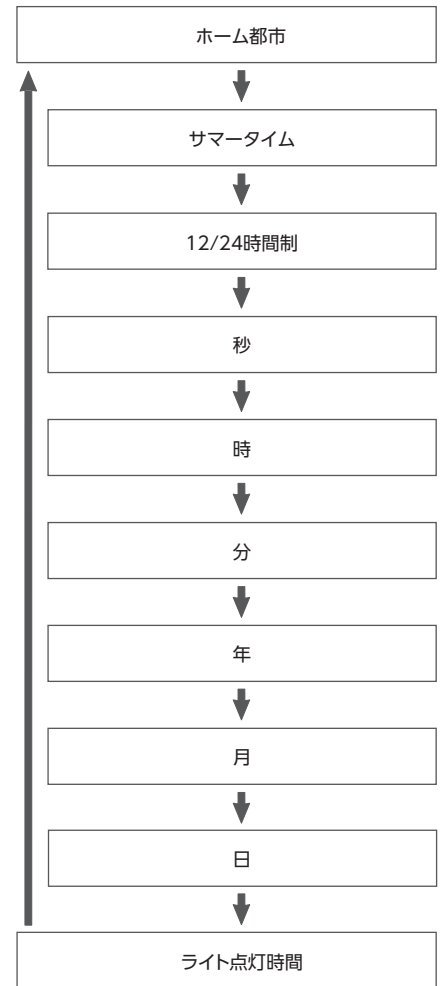 ホーム都市
サマータイム
12/24時間制
秒
時
分
年
月
日
ライト点灯時間